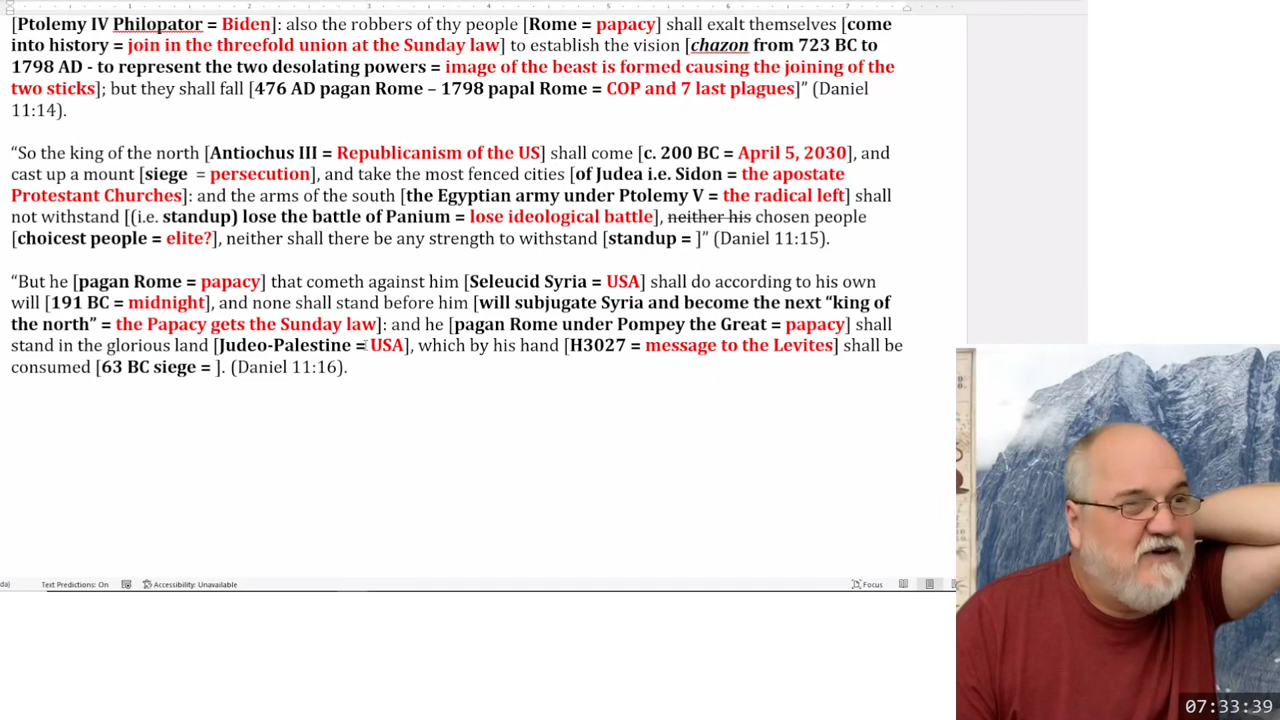 1 2 3 4 5 6 7
[Ptolemy IV Philopator = Biden]: also the robbers of thy people [Rome = papacy] shall exalt themselves [come
into history = join in the threefold union at the Sunday law] to establish the vision [chazon from 723 BC to
1798 AD - to represent the two desolating powers = image of the beast is formed causing the joining of the
two sticks]; but they shall fall [476 AD pagan Rome – 1798 papal Rome = COP and 7 last plagues]” (Daniel
11:14).
“So the king of the north [Antiochus III = Republicanism of the US] shall come [c. 200 BC = April 5, 2030], and
cast up a mount [siege = persecution], and take the most fenced cities [of Judea i.e. Sidon = the apostate
Protestant Churches]: and the arms of the south [the Egyptian army under Ptolemy V = the radical left] shall
not withstand [(i.e. standup) lose the battle of Panium = lose ideological battle], neither his chosen people
[choicest people = elite?], neither shall there be any strength to withstand [standup = ]” (Daniel 11:15).
“But he [pagan Rome = papacy] that cometh against him [Seleucid Syria = USA] shall do according to his own
will [191 BC = midnight], and none shall stand before him [will subjugate Syria and become the next “king of
the north” = the Papacy gets the Sunday law]: and he [pagan Rome under Pompey the Great = papacy] shall
stand in the glorious land [Judeo-Palestine = USA], which by his hand [H3027 = message to the Levites] shall be
consumed [63 BC siege = ]. (Daniel 11:16).
da) Text Predictions: On Accessibility: Unavailable Focus
07:33:39